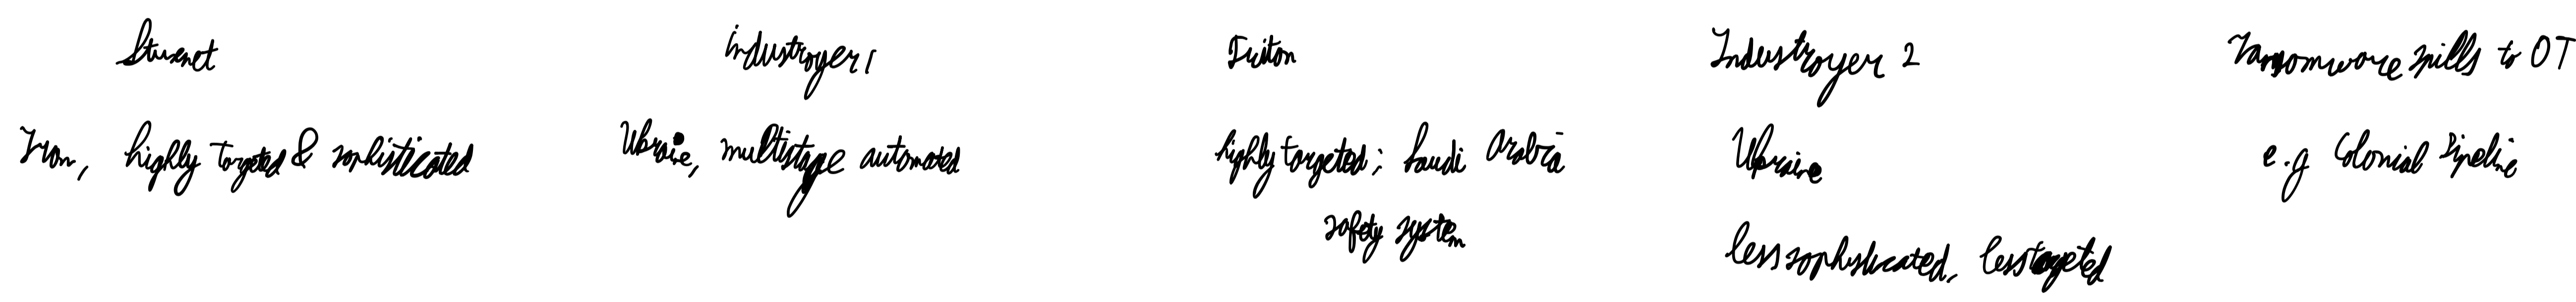 Stuxnet
industroyer 1
Triton
Industroyer 2
ransomware spills to OT
Iran, highly targeted & sophisticated
Ukraine, multistage automated
highly targeted; Saudi Arabia
Ukraine
e.g Colonial Pipeline
safety system
less sophysticated, less targeted